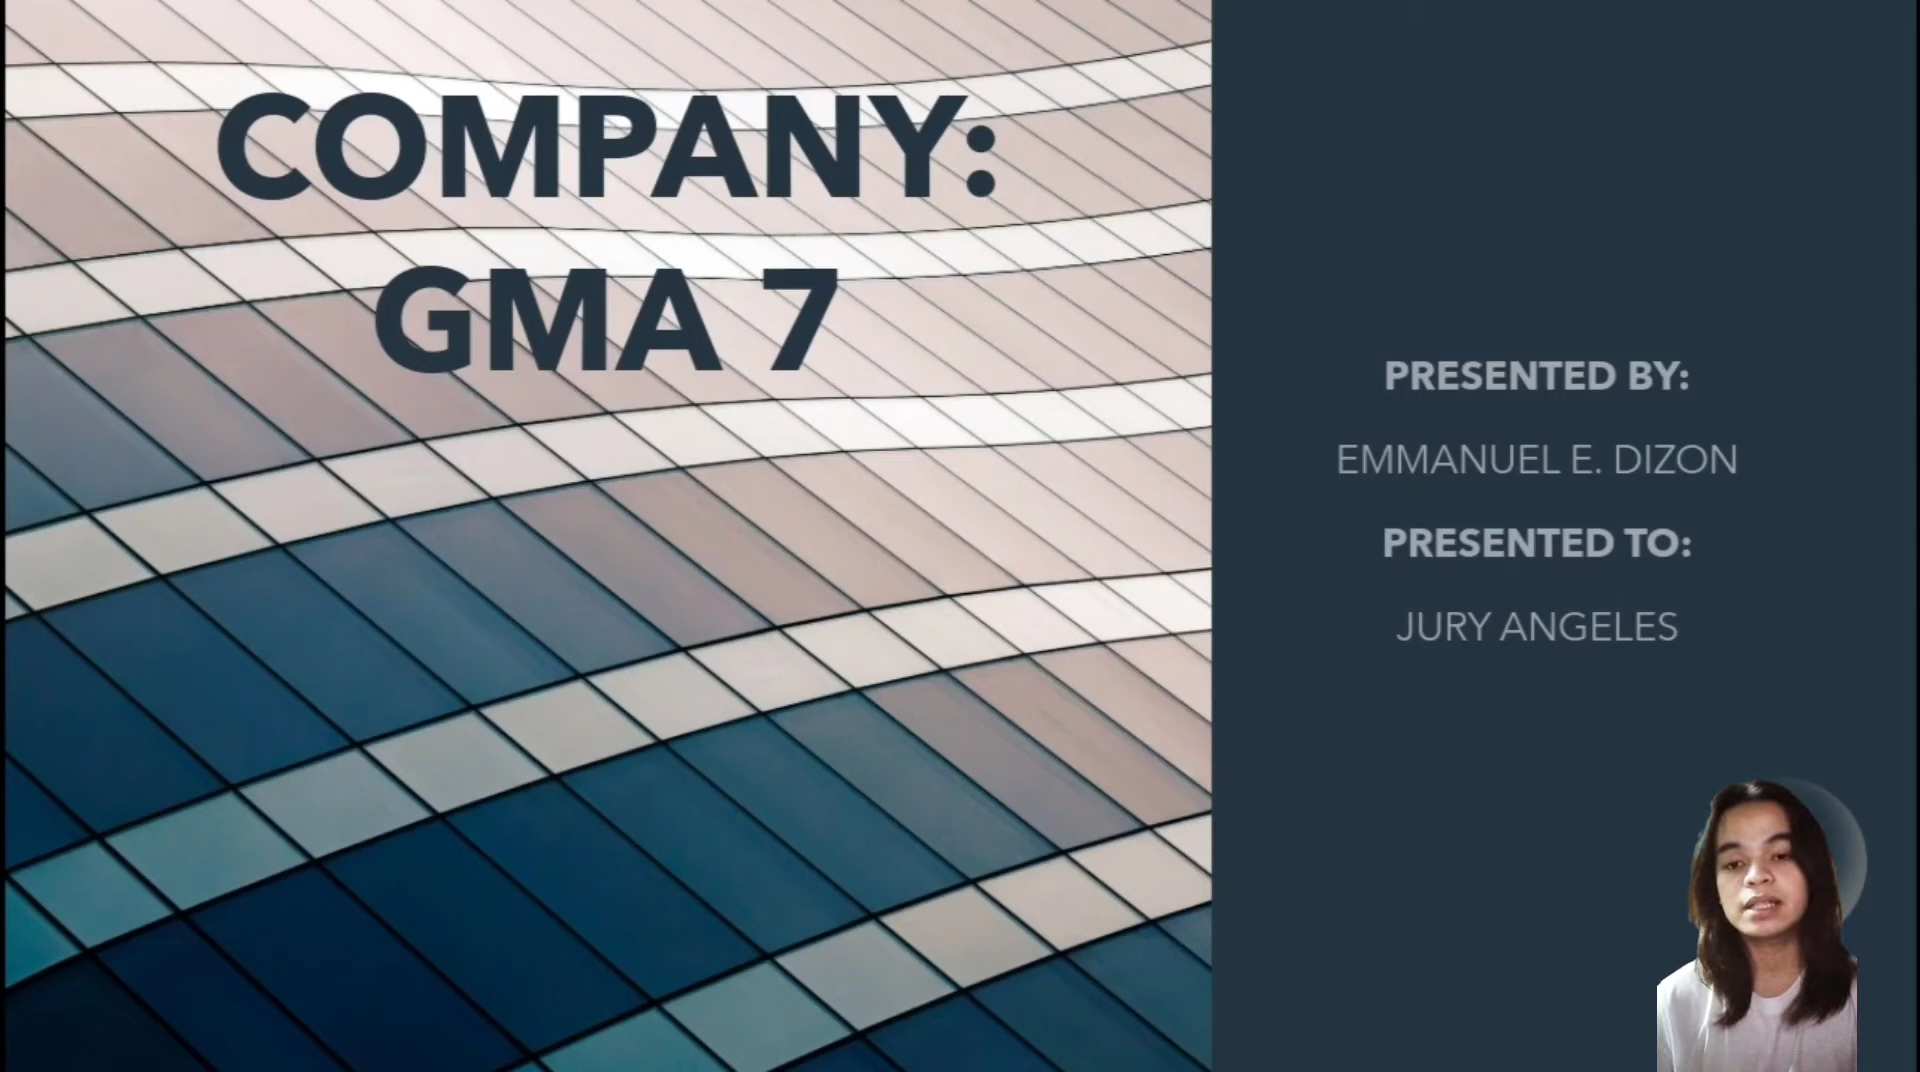 COMPANY:
GMA 7
PRESENTED BY:
EMMANUEL E. DIZON
PRESENTED TO:
JURY ANGELES